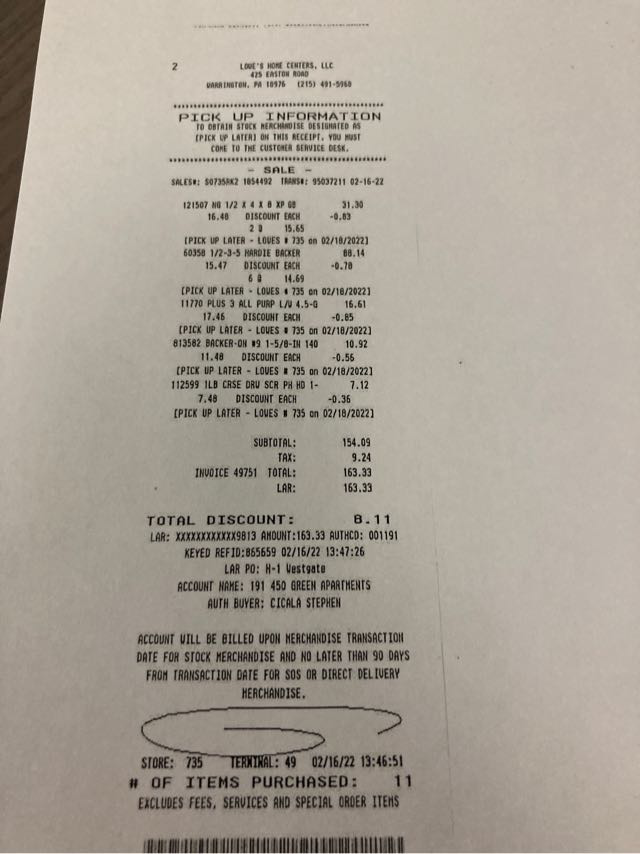 2 LOWE'S HOME CENTERS, LLC
425 EASTON ROAD
WARRINGTON, PA 18976 (215) 491-5960
PICK UP INFORMATION
TO OBTAIN STOCK MERCHANDISE DESIGNATED AS
[PICK UP LATER] ON THIS RECEIPT, YOU MUST
COME TO THE CUSTOMER SERVICE DESK.
- SALE -
SALES#: S0735RK2 1854492 TRANS#: 95037211 02-16-22
121507 NG 1/2 X 4 X 8 XP GB 31.30
16.48 DISCOUNT EACH -0.83
2 @ 15.65
[PICK UP LATER - LOWES # 735 on 02/18/2022]
60358 1/2-3-5 HARDIE BACKER 88.14
15.47 DISCOUNT EACH -0.78
6 @ 14.69
[PICK UP LATER - LOWES # 735 on 02/18/2022]
11770 PLUS 3 ALL PURP L/W 4.5-G 16.61
17.46 DISCOUNT EACH -0.85
[PICK UP LATER - LOWES # 735 on 02/18/2022]
813582 BACKER-ON #9 1-5/8-IN 140 10.92
11.48 DISCOUNT EACH -0.56
[PICK UP LATER - LOWES # 735 on 02/18/2022]
112599 1LB CRSE DRW SCR PH HD 1- 7.12
7.48 DISCOUNT EACH -0.36
[PICK UP LATER - LOWES # 735 on 02/18/2022]
SUBTOTAL: 154.09
TAX: 9.24
INVOICE 49751 TOTAL: 163.33
LAR: 163.33
TOTAL DISCOUNT: 8.11
LAR: XXXXXXXXXXXX9813 AMOUNT:163.33 AUTHCD: 001191
KEYED REFID:865659 02/16/22 13:47:26
LAR PO: H-1 Westgate
ACCOUNT NAME: 191 450 GREEN APARTMENTS
AUTH BUYER: CICALA STEPHEN
ACCOUNT WILL BE BILLED UPON MERCHANDISE TRANSACTION
DATE FOR STOCK MERCHANDISE AND NO LATER THAN 90 DAYS
FROM TRANSACTION DATE FOR SOS OR DIRECT DELIVERY
MERCHANDISE.
STORE: 735 TERMINAL: 49 02/16/22 13:46:51
# OF ITEMS PURCHASED: 11
EXCLUDES FEES, SERVICES AND SPECIAL ORDER ITEMS